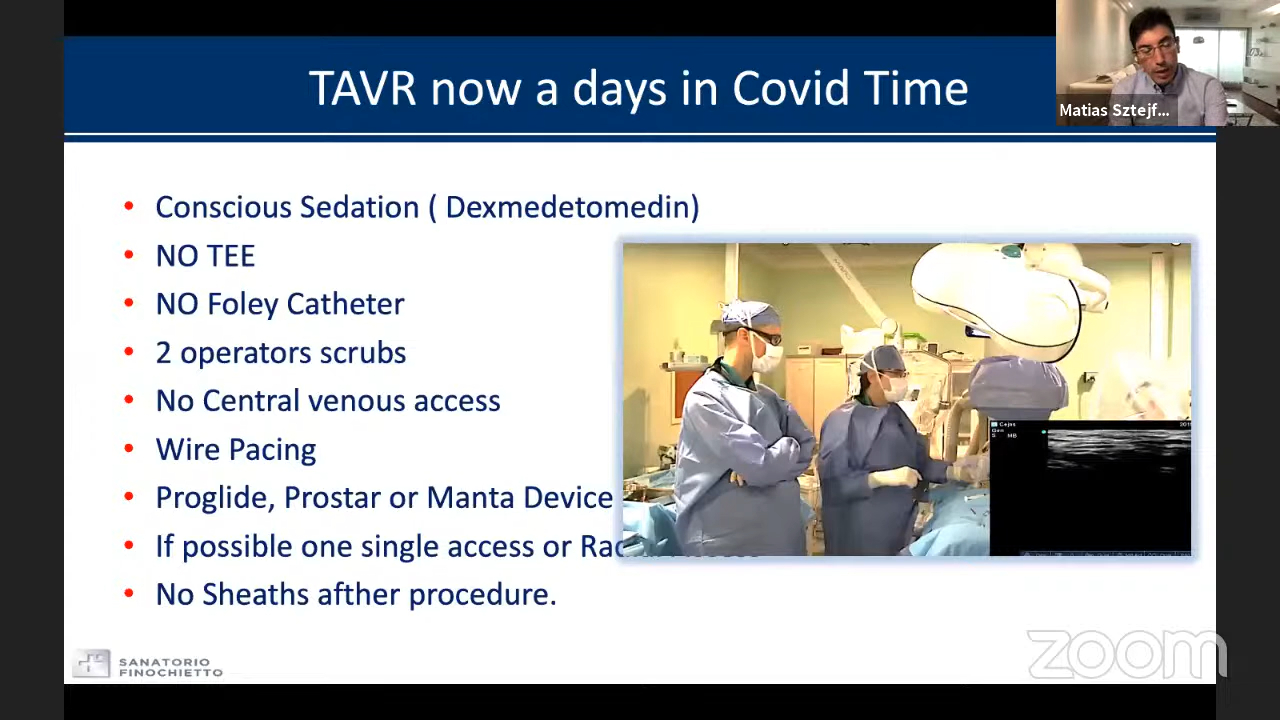 TAVR now a days in Covid Time
Matias Sztejf...
• Conscious Sedation ( Dexmedetomedin)
• NO TEE
• NO Foley Catheter
• 2 operators scrubs
• No Central venous access
• Wire Pacing
• Proglide, Prostar or Manta Device
• If possible one single access or
• No Sheaths afther procedure.
Cejas
MB
SANATORIO
FINOCHIETTO
zoom